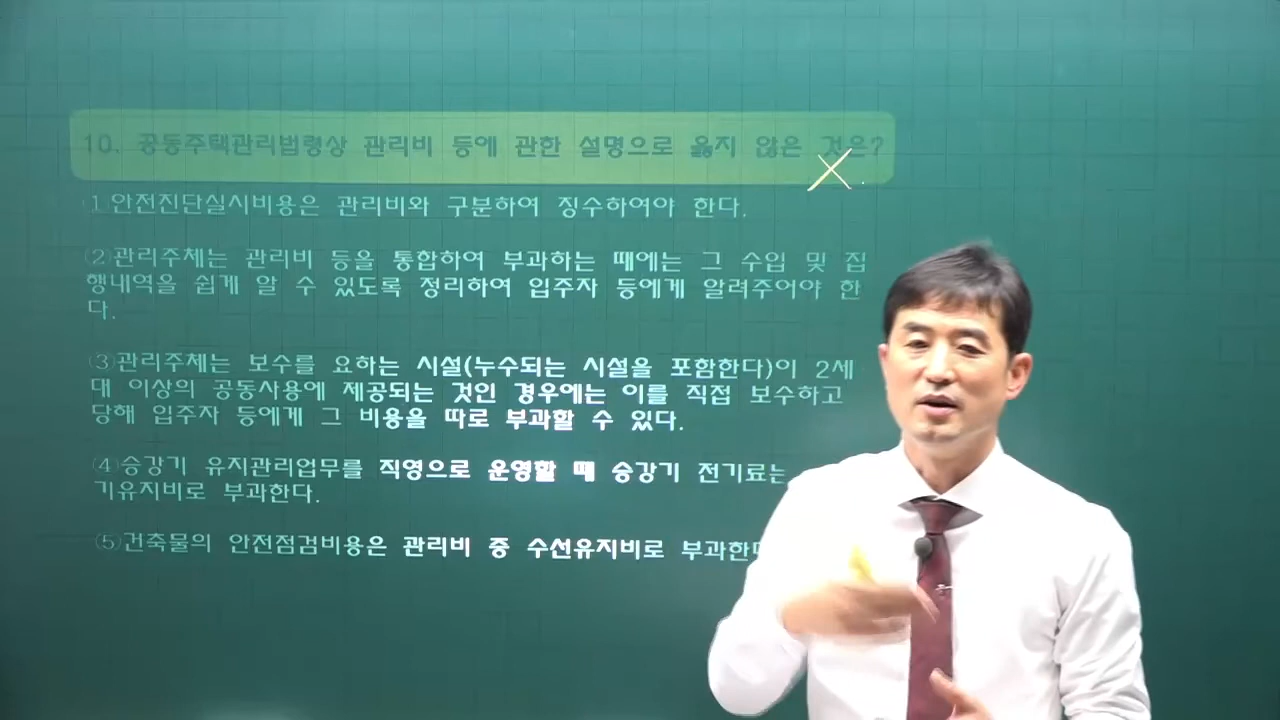 10. 공동주택관리법령상 관리비 등에 관한 설명으로 옳지 않은 것은?
1.안전진단실시비용은 관리비와 구분하여 징수하여야 한다.
(2)관리주체는 관리비 등을 통합하여 부과하는 때에는 그 수입 및 집
행내역을 쉽게 알 수 있도록 정리하여 입주자 등에게 알려주어야 한
다.
(3)관리주체는 보수를 요하는 시설(누수되는 시설을 포함한다)이 2세
대 이상의 공동사용에 제공되는 것인 경우에는 이를 직접 보수하고
당해 입주자 등에게 그 비용을 따로 부과할 수 있다.
(4)승강기 유지관리업무를 직영으로 운영할 때 승강기 전기료는
기유지비로 부과한다.
(5)건축물의 안전점검비용은 관리비 중 수선유지비로 부과한